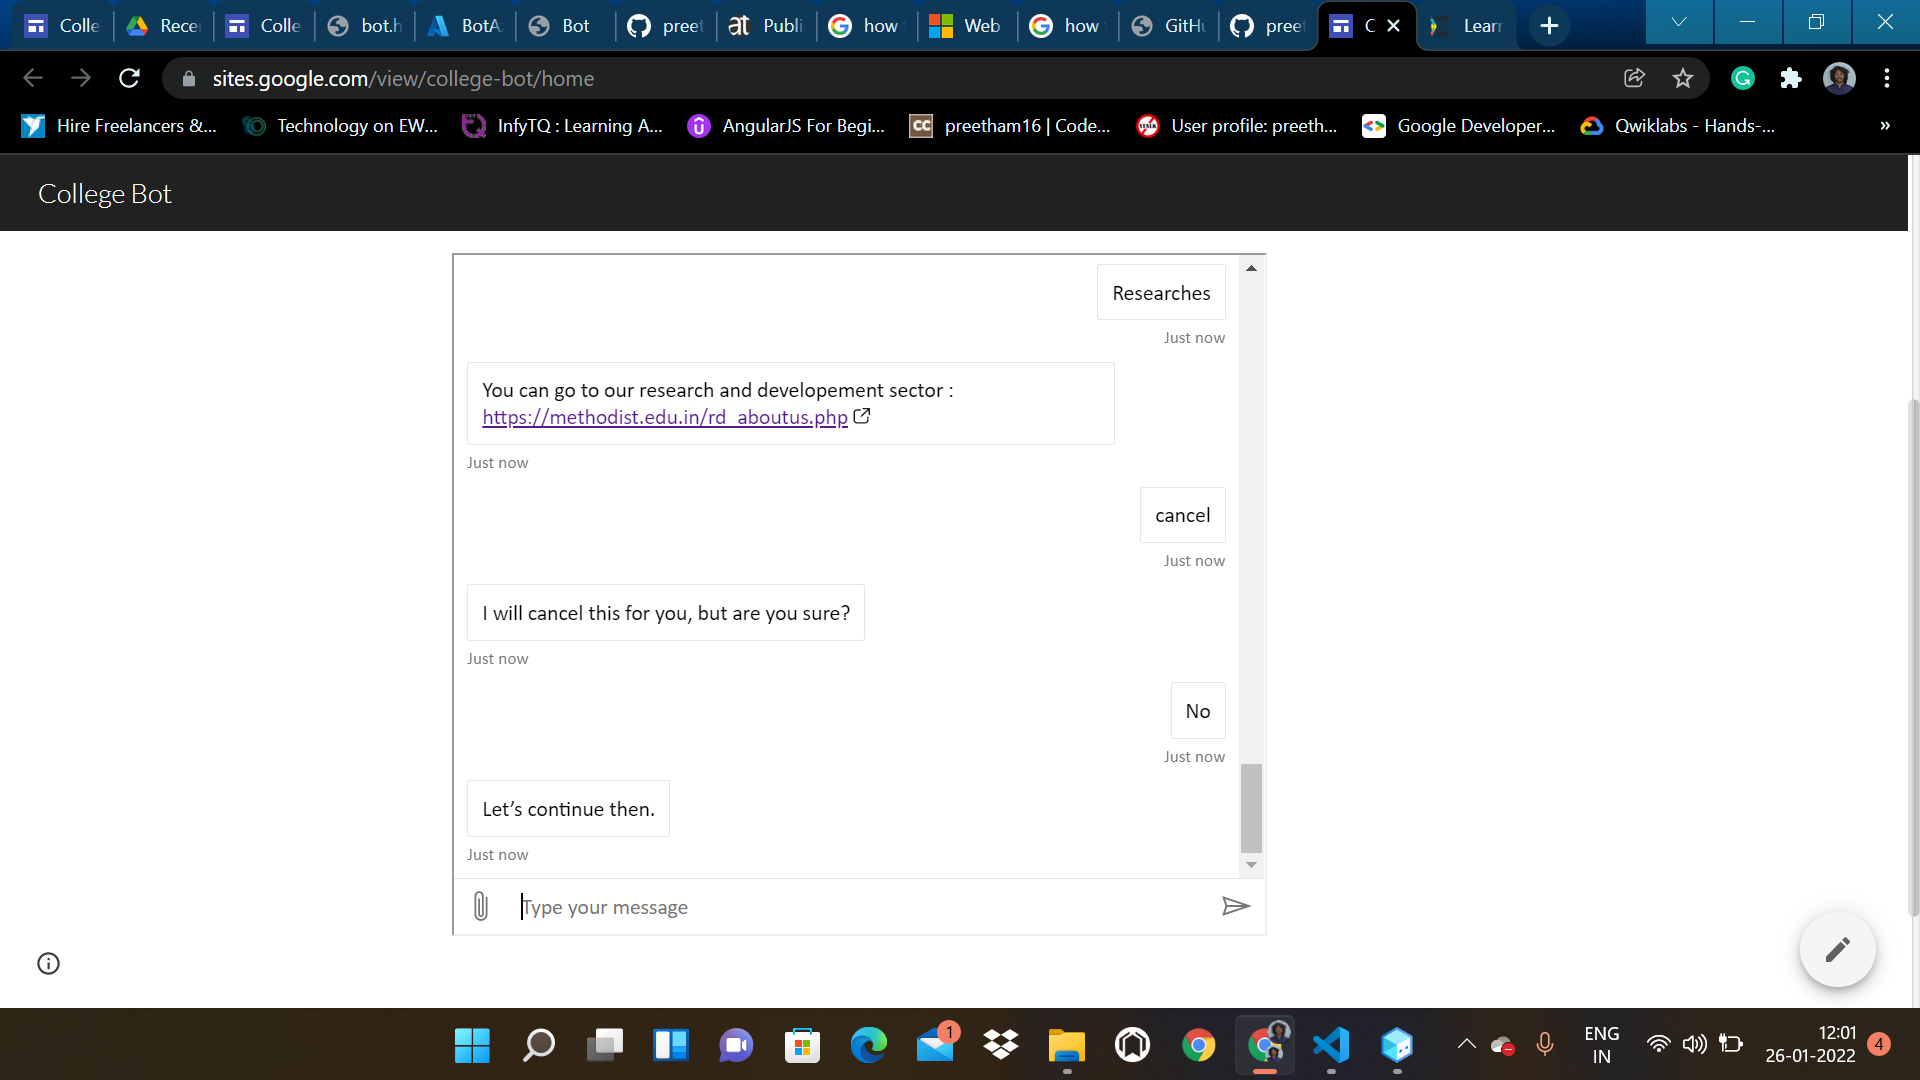 Colle
Rece
Colle
bot.h
BotA
Bot
preet
Publi
how
Web
how
GitHu
preet
C
Learn
sites.google.com/view/college-bot/home
Hire Freelancers &...
Technology on EW...
InfyTQ : Learning A...
AngularJS For Begi...
preetham16 | Code...
User profile: preeth...
Google Developer...
Qwiklabs - Hands-...
»
College Bot
Researches
Just now
You can go to our research and developement sector :
https://methodist.edu.in/rd_aboutus.php
Just now
cancel
Just now
I will cancel this for you, but are you sure?
Just now
No
Just now
Let’s continue then.
Just now
Type your message
1
ENG
IN
12:01
26-01-2022
4